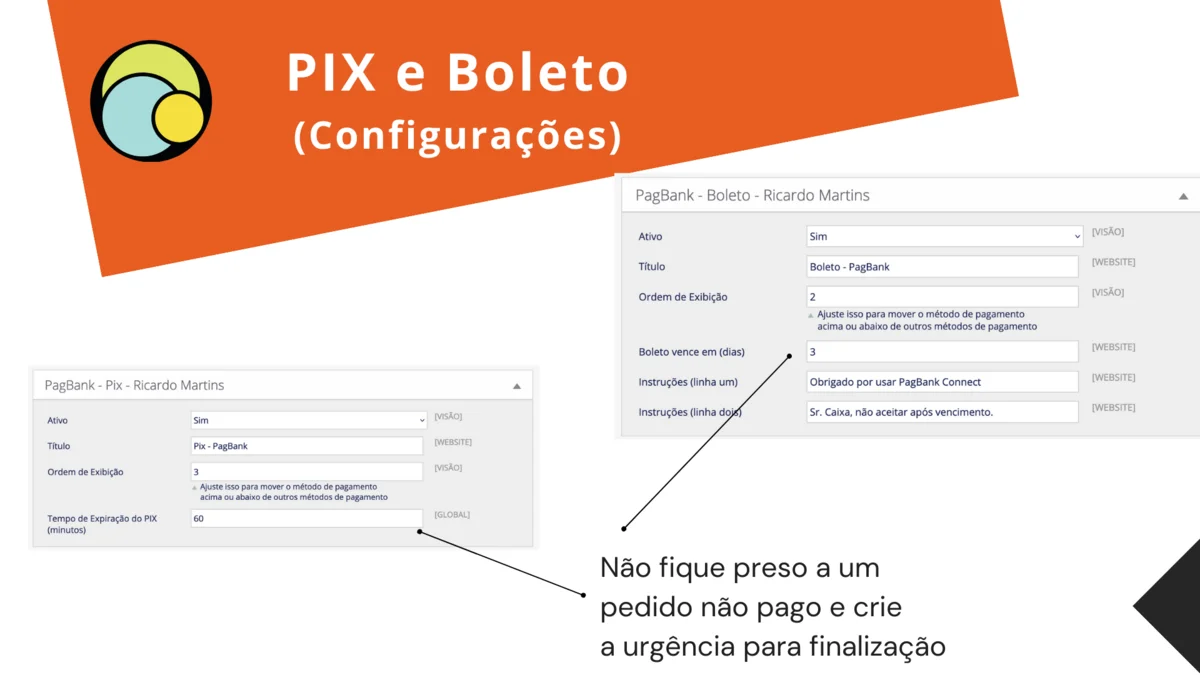 PIX e Boleto
(Configurações)
PagBank - Boleto - Ricardo Martins
Ativo
Sim
[VISÃO]
Título
Boleto - PagBank
[WEBSITE]
Ordem de Exibição
2
[VISÃO]
Ajuste isso para mover o método de pagamento
acima ou abaixo de outros métodos de pagamento
Boleto vence em (dias)
3
[WEBSITE]
Instruções (linha um)
Obrigado por usar PagBank Connect
[WEBSITE]
Instruções (linha dois)
Sr. Caixa, não aceitar após vencimento.
[WEBSITE]
PagBank - Pix - Ricardo Martins
Ativo
Sim
[VISÃO]
Título
Pix - PagBank
[WEBSITE]
Ordem de Exibição
3
[VISÃO]
Ajuste isso para mover o método de pagamento
acima ou abaixo de outros métodos de pagamento
Tempo de Expiração do PIX
(minutos)
60
[GLOBAL]
Não fique preso a um
pedido não pago e crie
a urgência para finalização